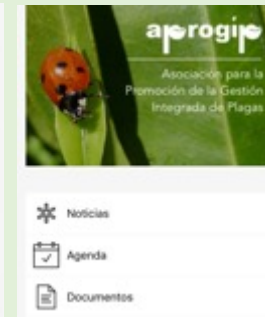 aprogip
Asociación para la
Promoción de la Gestión
Integrada de Plagas
Noticias
Agenda
Documentos